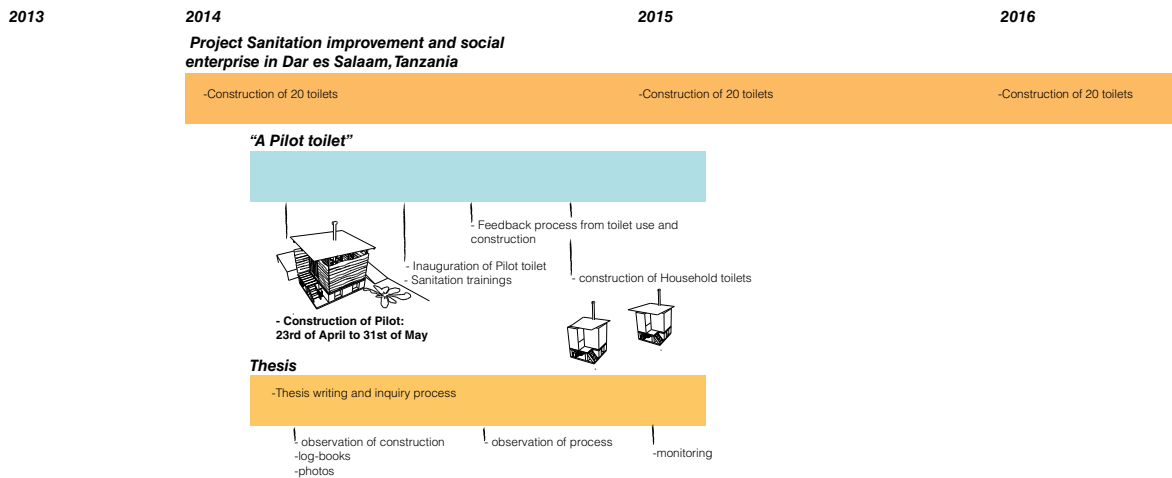 2013
2014
2015
2016
Project Sanitation improvement and social
enterprise in Dar es Salaam,Tanzania
-Construction of 20 toilets
-Construction of 20 toilets
-Construction of 20 toilets
“A Pilot toilet”
- Feedback process from toilet use and
construction
- Inauguration of Pilot toilet
- Sanitation trainings
- construction of Household toilets
- Construction of Pilot:
23rd of April to 31st of May
Thesis
-Thesis writing and inquiry process
- observation of construction
-log-books
-photos
- observation of process
-monitoring